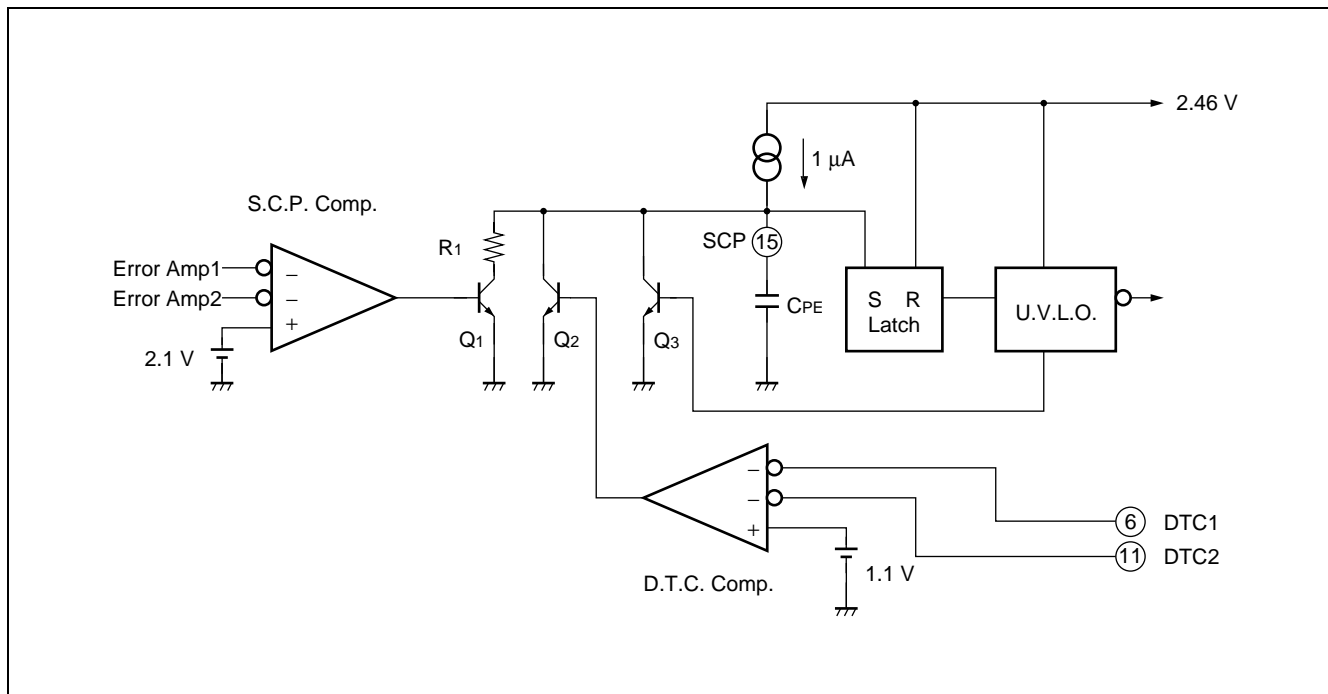 2.46 V
1 μA
S.C.P. Comp.
R1
SCP 15
Error Amp1
Error Amp2
−
−
+
S R
Latch
U.V.L.O.
CPE
Q1
Q2
Q3
2.1 V
−
−
+
6 DTC1
11 DTC2
1.1 V
D.T.C. Comp.